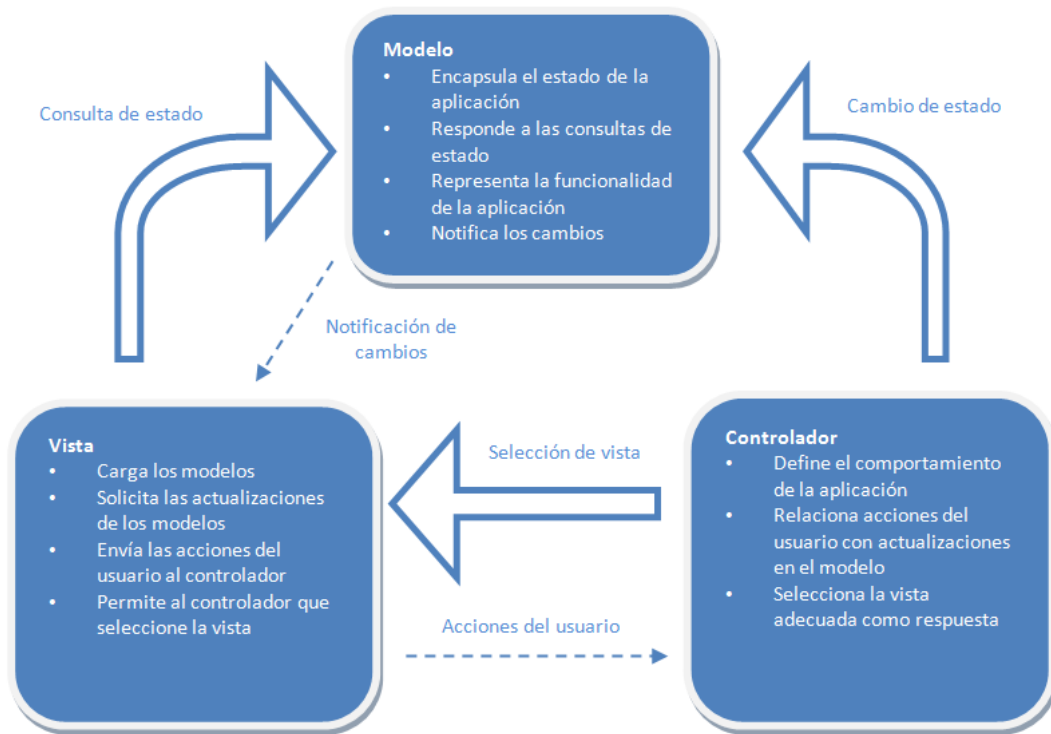 Modelo
• Encapsula el estado de la
aplicación
• Responde a las consultas de
estado
• Representa la funcionalidad
de la aplicación
• Notifica los cambios
Consulta de estado
Cambio de estado
Notificación de
cambios
Vista
• Carga los modelos
• Solicita las actualizaciones
de los modelos
• Envía las acciones del
usuario al controlador
• Permite al controlador que
seleccione la vista
Selección de vista
Acciones del usuario
Controlador
• Define el comportamiento
de la aplicación
• Relaciona acciones del
usuario con actualizaciones
en el modelo
• Selecciona la vista
adecuada como respuesta